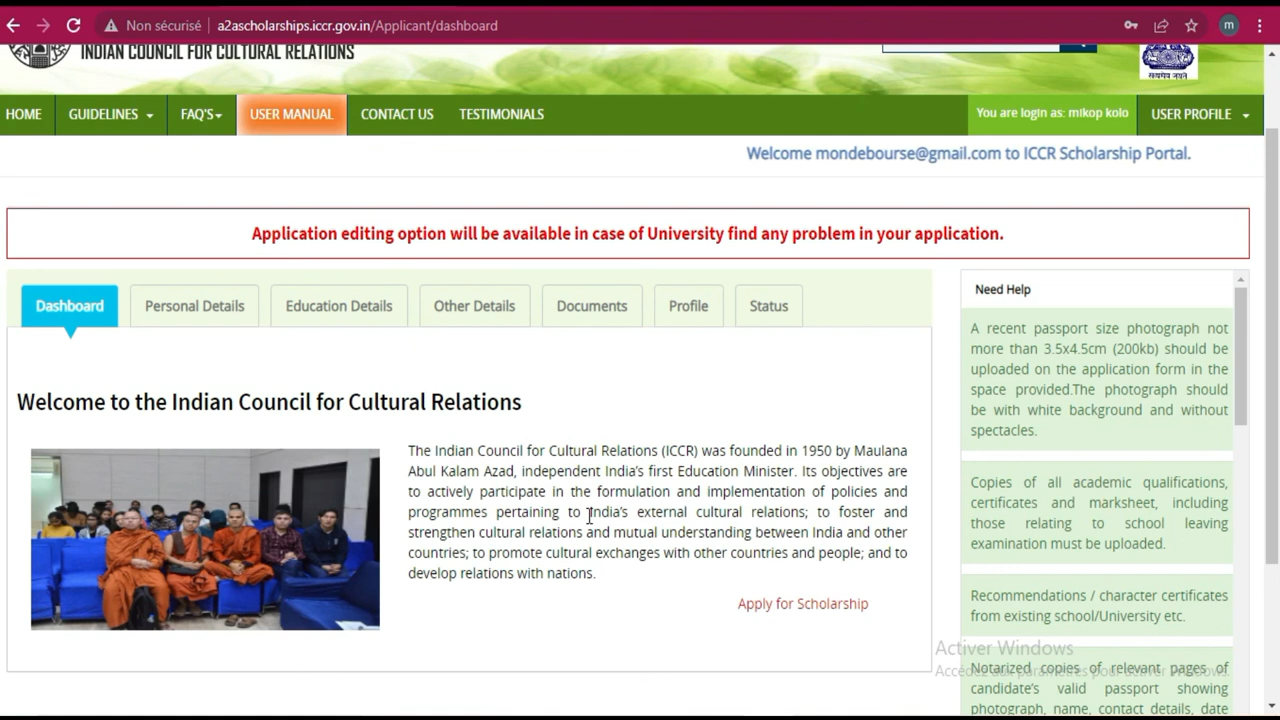 Non sécurisé a2ascholarships.iccr.gov.in/Applicant/dashboard m
INDIAN COUNCIL FOR CULTURAL RELATIONS
HOME GUIDELINES FAQ'S USER MANUAL CONTACT US TESTIMONIALS You are login as: mikop kolo USER PROFILE
Welcome mondebourse@gmail.com to ICCR Scholarship Portal.
Application editing option will be available in case of University find any problem in your application.
Dashboard Personal Details Education Details Other Details Documents Profile Status
Welcome to the Indian Council for Cultural Relations
The Indian Council for Cultural Relations (ICCR) was founded in 1950 by Maulana
Abul Kalam Azad, independent India's first Education Minister. Its objectives are
to actively participate in the formulation and implementation of policies and
programmes pertaining to India's external cultural relations; to foster and
strengthen cultural relations and mutual understanding between India and other
countries; to promote cultural exchanges with other countries and people; and to
develop relations with nations.
Apply for Scholarship
Need Help
A recent passport size photograph not
more than 3.5x4.5cm (200kb) should be
uploaded on the application form in the
space provided.The photograph should
be with white background and without
spectacles.
Copies of all academic qualifications,
certificates and marksheet, including
those relating to school leaving
examination must be uploaded.
Recommendations / character certificates
from existing school/University etc.
Notarized copies of relevant pages of
candidate's valid passport showing
photograph, name, contact details, date
Activer Windows
Accédez aux paramètres pour activer Windows.
सत्यमेव जयते